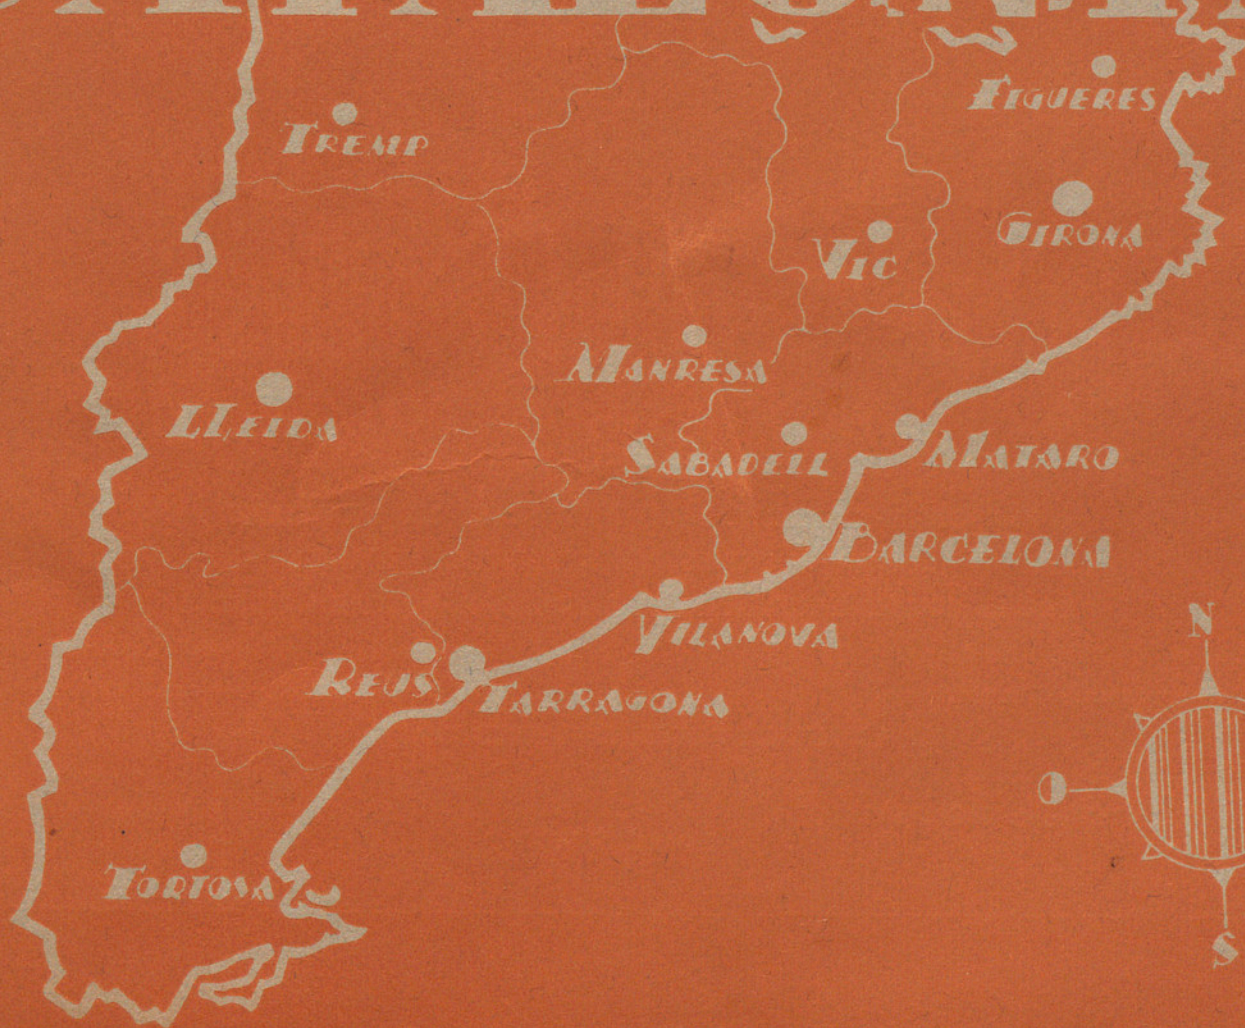 FIGUERES
TREMP
GIRONA
VIC
MANRESA
LLEIDA
MATARO
SABADELL
BARCELONA
VILANOVA
REUS
TARRAGONA
TORTOSA
N
O
S